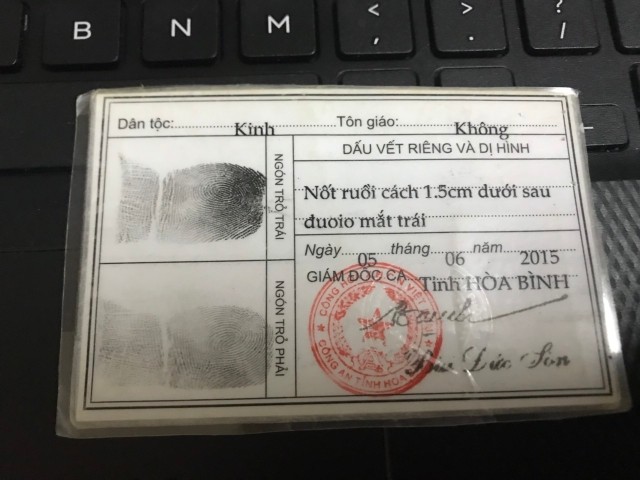 B N M < , > .
Dân tộc: Kinh Tôn giáo: Không
DẤU VẾT RIÊNG VÀ DỊ HÌNH
NGÓN TRỎ TRÁI
Nốt ruồi cách 1.5cm dưới sau
đuoio mắt trái
Ngày 05 tháng 06 năm 2015
GIÁM ĐỐC CA Tỉnh HÒA BÌNH
NGÓN TRỎ PHẢI
CÔNG AN TỈNH HÒA
Đức Sơn